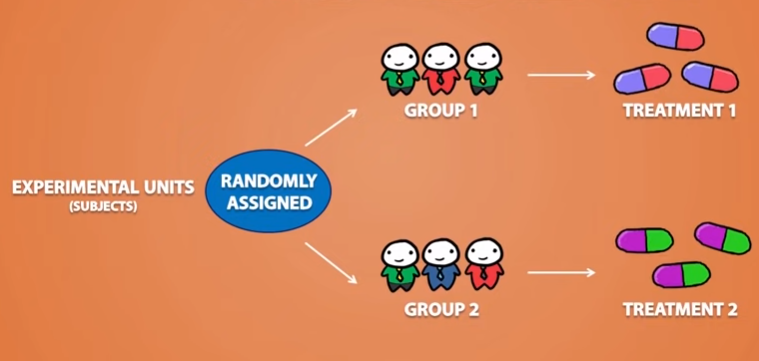 EXPERIMENTAL UNITS
(SUBJECTS)
RANDOMLY
ASSIGNED
GROUP 1
TREATMENT 1
GROUP 2
TREATMENT 2